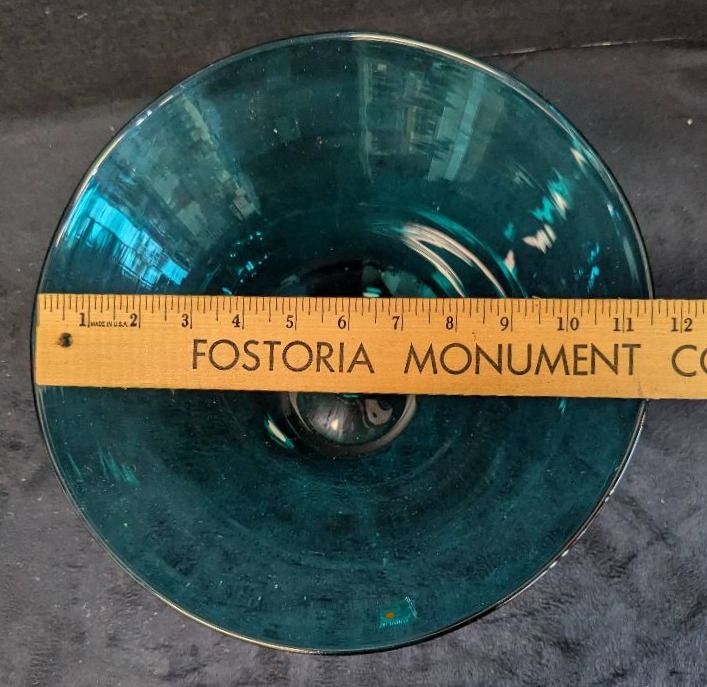 1 MADE IN U.S.A. 2 3 4 5 6 7 8 9 10 11 12
FOSTORIA MONUMENT CO